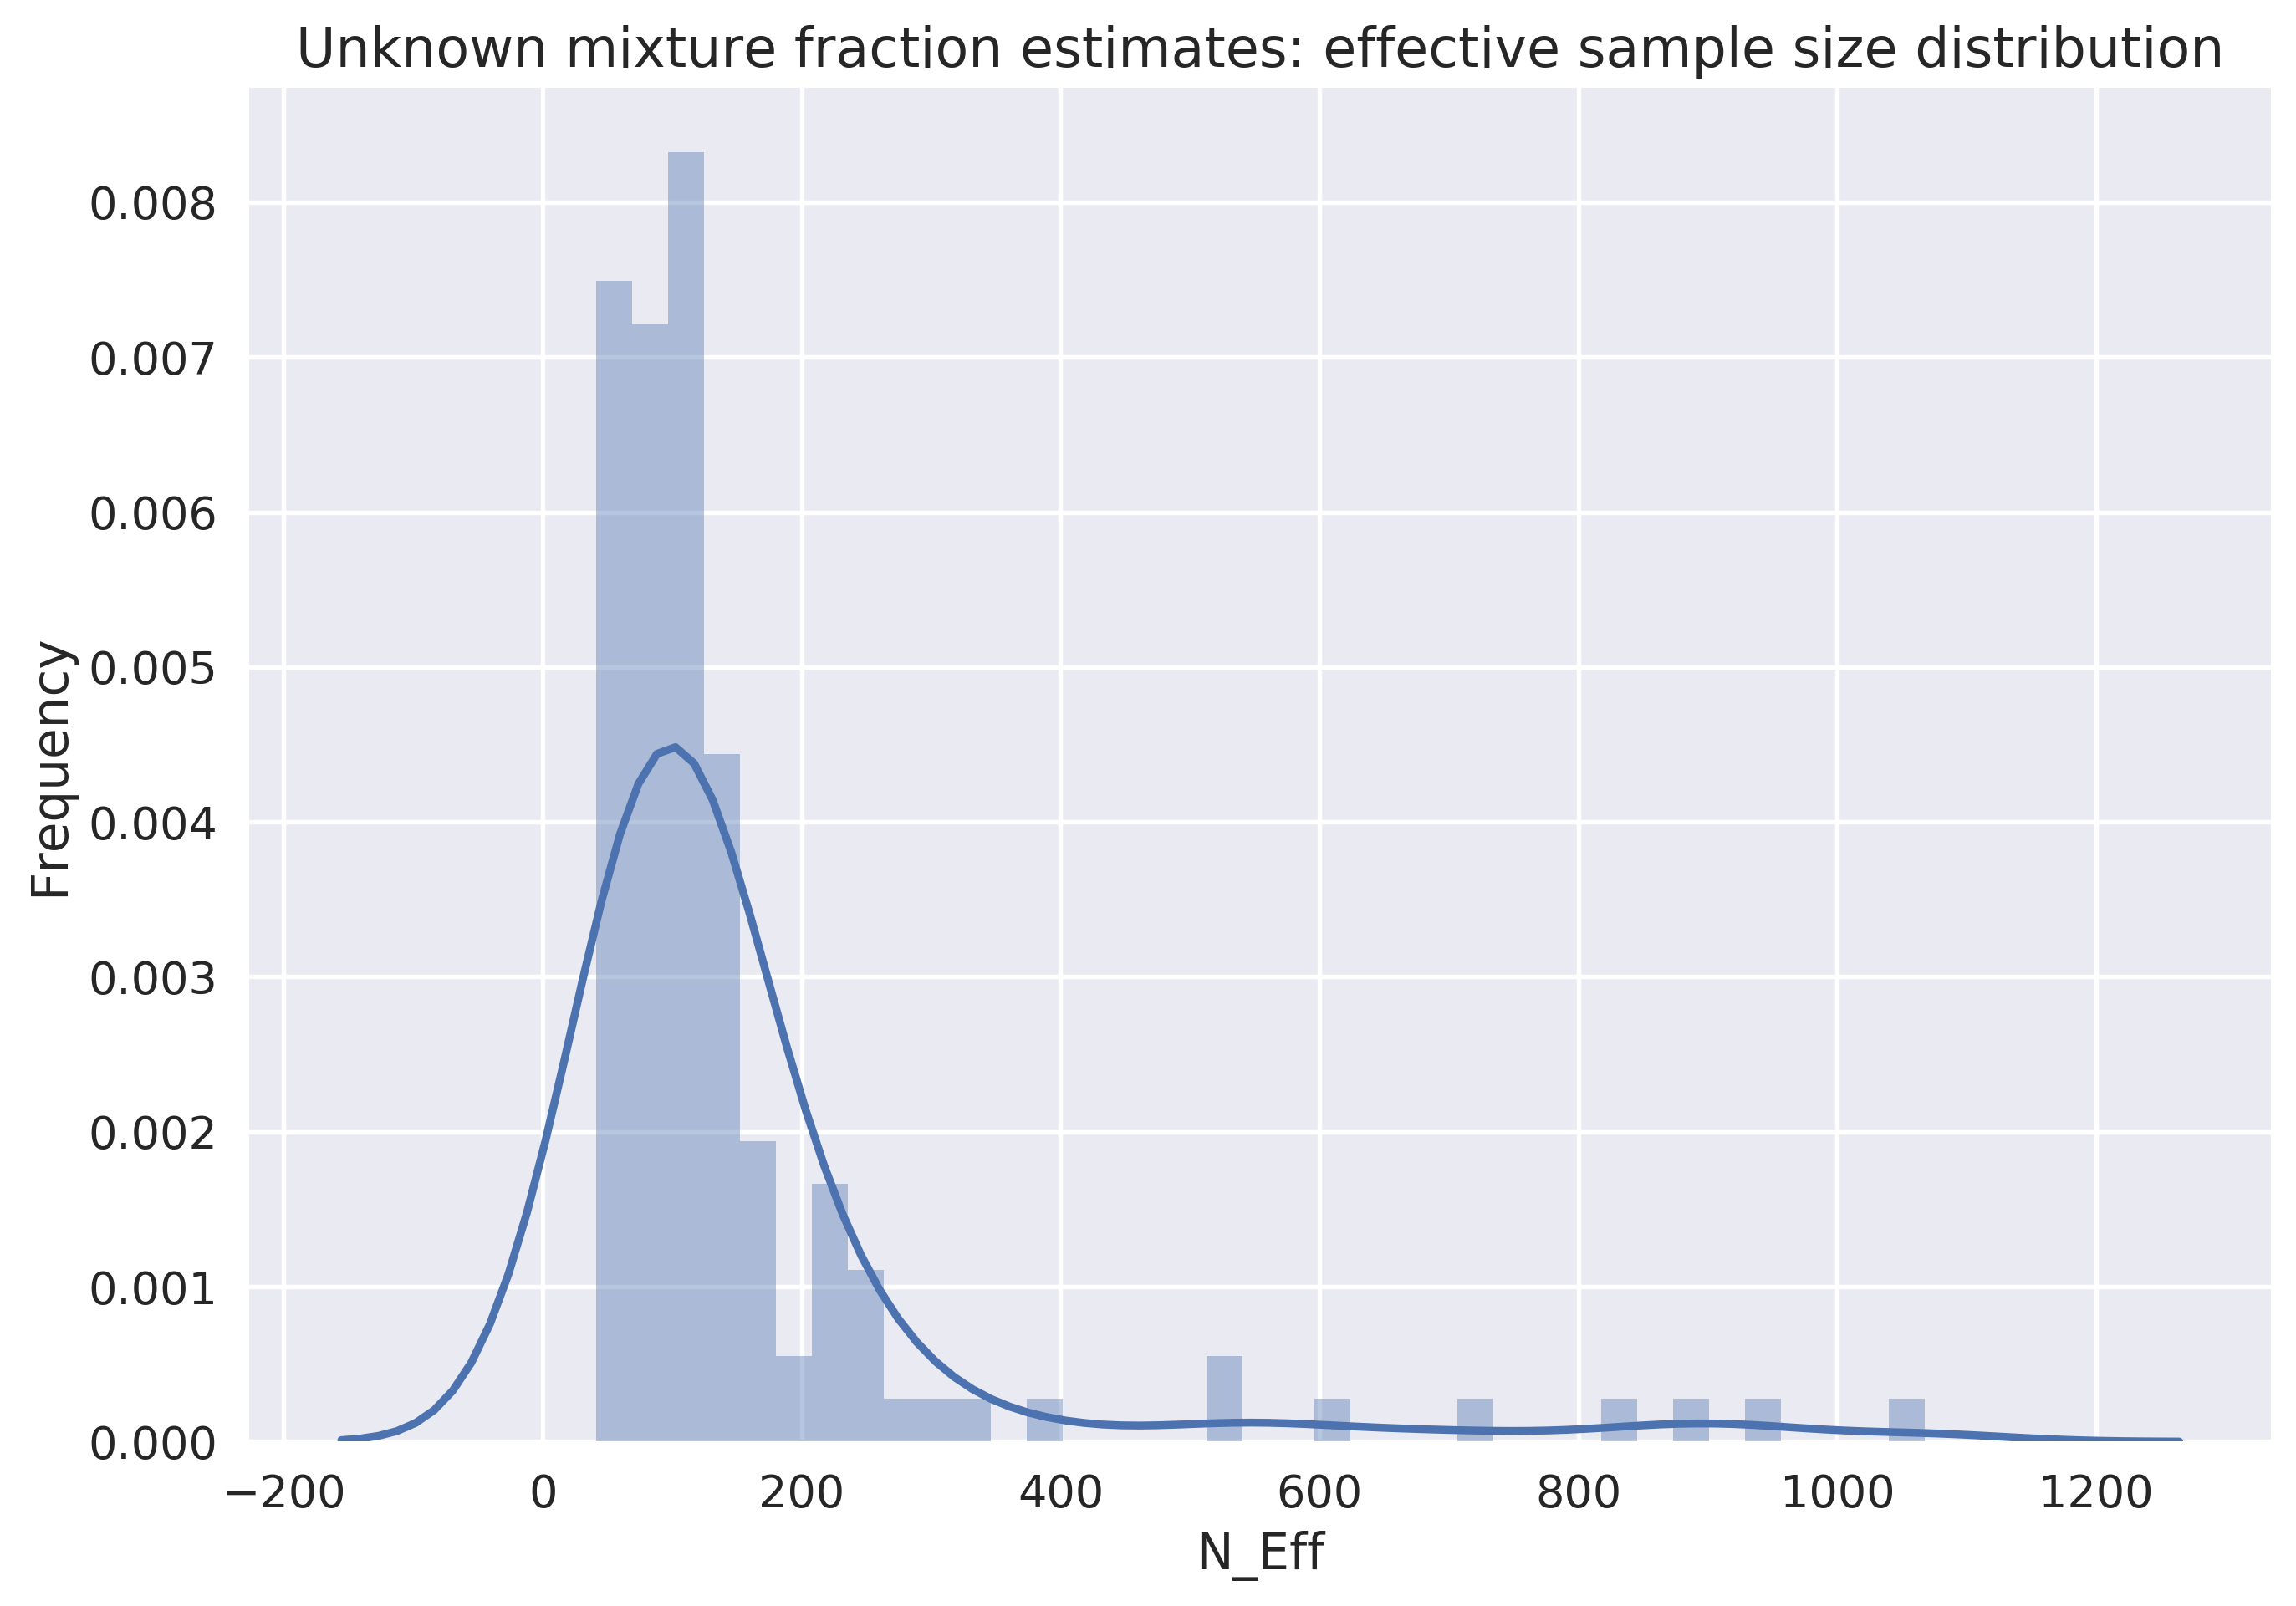 Unknown mixture fraction estimates: effective sample size distribution
0.008
0.007
0.006
0.005
0.004
0.003
0.002
0.001
0.000
Frequency
−200 0 200 400 600 800 1000 1200
N_Eff